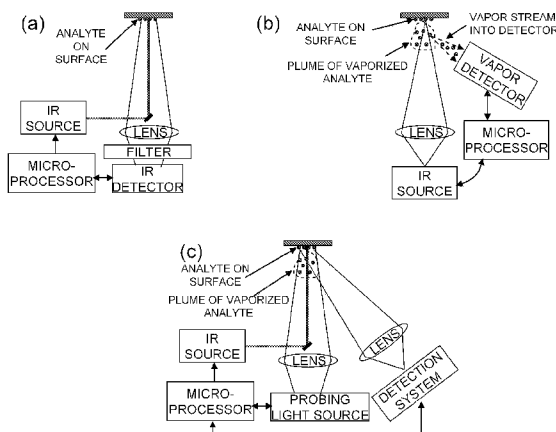 (a)
ANALYTE
ON
SURFACE
IR
SOURCE
LENS
FILTER
MICRO-
PROCESSOR
IR
DETECTOR
(b)
ANALYTE ON
SURFACE
PLUME OF VAPORIZED
ANALYTE
VAPOR STREAM
INTO DETECTOR
VAPOR
DETECTOR
LENS
MICRO-
PROCESSOR
IR
SOURCE
(c)
ANALYTE ON
SURFACE
PLUME OF VAPORIZED
ANALYTE
IR
SOURCE
LENS
LENS
MICRO-
PROCESSOR
PROBING
LIGHT SOURCE
DETECTION
SYSTEM